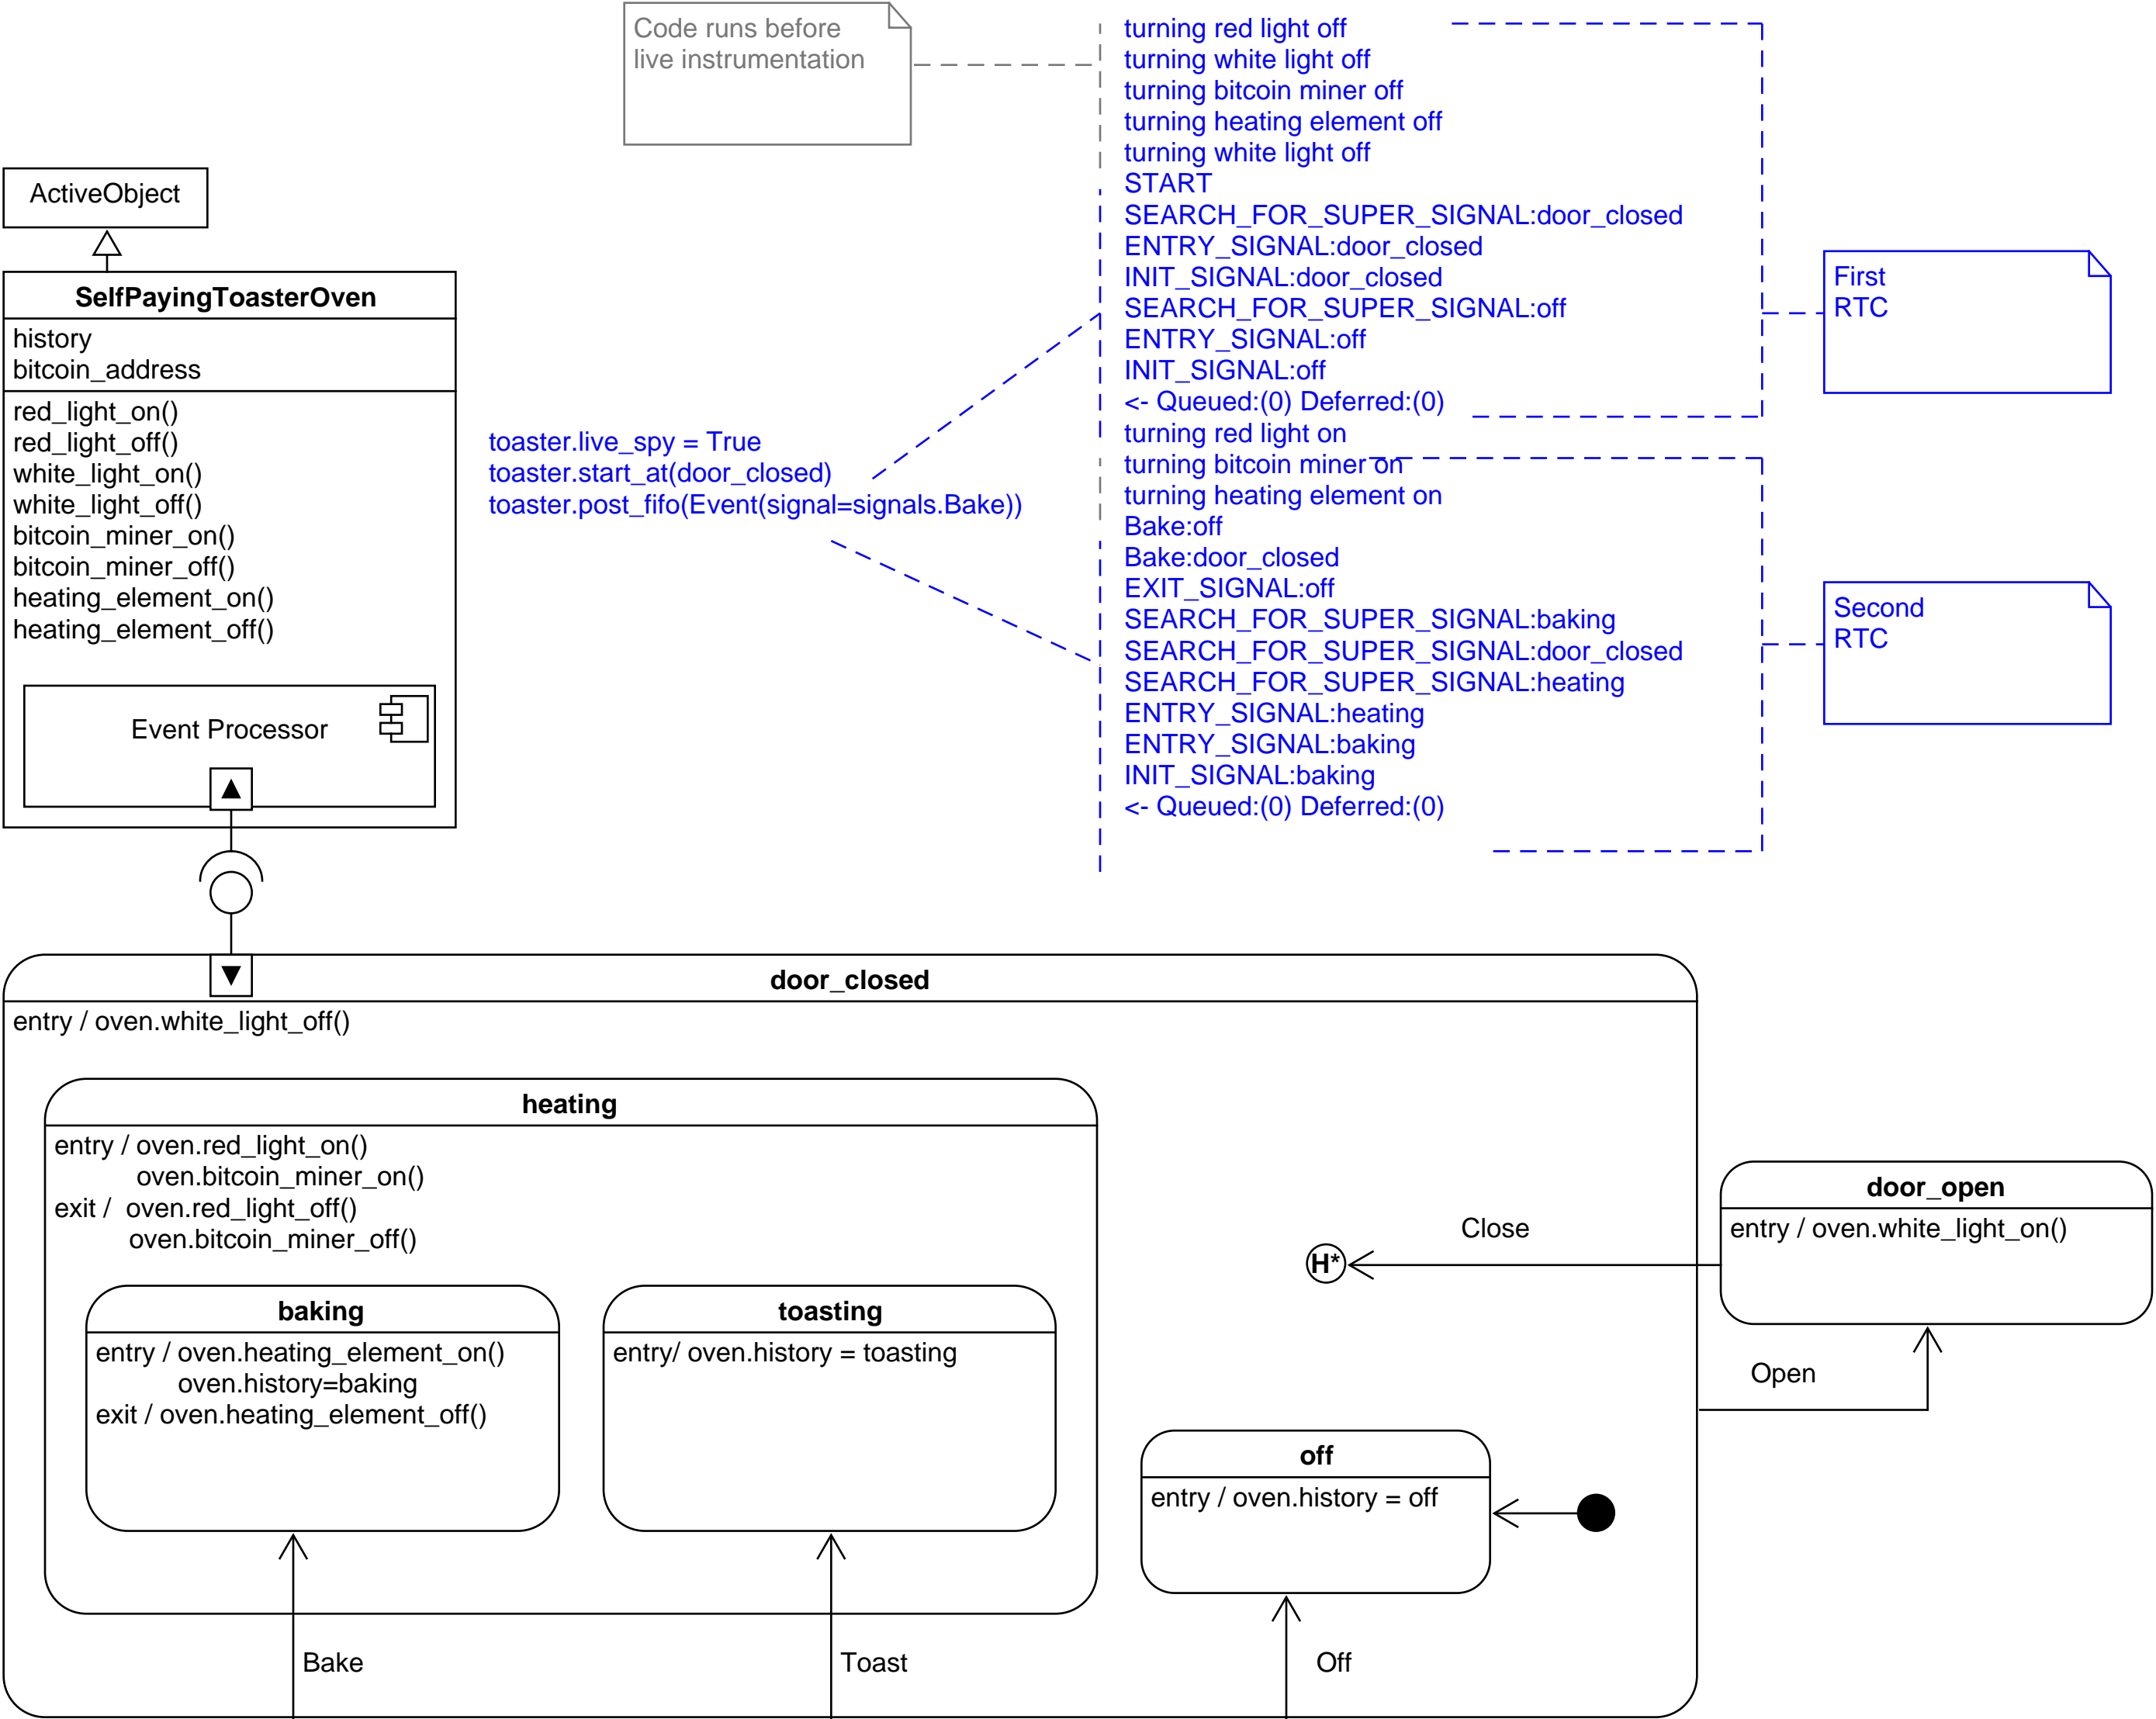 Code runs before
live instrumentation
turning red light off
turning white light off
turning bitcoin miner off
turning heating element off
turning white light off
START
SEARCH_FOR_SUPER_SIGNAL:door_closed
ENTRY_SIGNAL:door_closed
INIT_SIGNAL:door_closed
SEARCH_FOR_SUPER_SIGNAL:off
ENTRY_SIGNAL:off
INIT_SIGNAL:off
<- Queued:(0) Deferred:(0)
turning red light on
turning bitcoin miner on
turning heating element on
Bake:off
Bake:door_closed
EXIT_SIGNAL:off
SEARCH_FOR_SUPER_SIGNAL:baking
SEARCH_FOR_SUPER_SIGNAL:door_closed
SEARCH_FOR_SUPER_SIGNAL:heating
ENTRY_SIGNAL:heating
ENTRY_SIGNAL:baking
INIT_SIGNAL:baking
<- Queued:(0) Deferred:(0)
First
RTC
Second
RTC
ActiveObject
SelfPayingToasterOven
history
bitcoin_address
red_light_on()
red_light_off()
white_light_on()
white_light_off()
bitcoin_miner_on()
bitcoin_miner_off()
heating_element_on()
heating_element_off()
Event Processor
toaster.live_spy = True
toaster.start_at(door_closed)
toaster.post_fifo(Event(signal=signals.Bake))
door_closed
entry / oven.white_light_off()
heating
entry / oven.red_light_on()
oven.bitcoin_miner_on()
exit / oven.red_light_off()
oven.bitcoin_miner_off()
baking
entry / oven.heating_element_on()
oven.history=baking
exit / oven.heating_element_off()
toasting
entry/ oven.history = toasting
H*
Close
door_open
entry / oven.white_light_on()
Open
off
entry / oven.history = off
Bake
Toast
Off